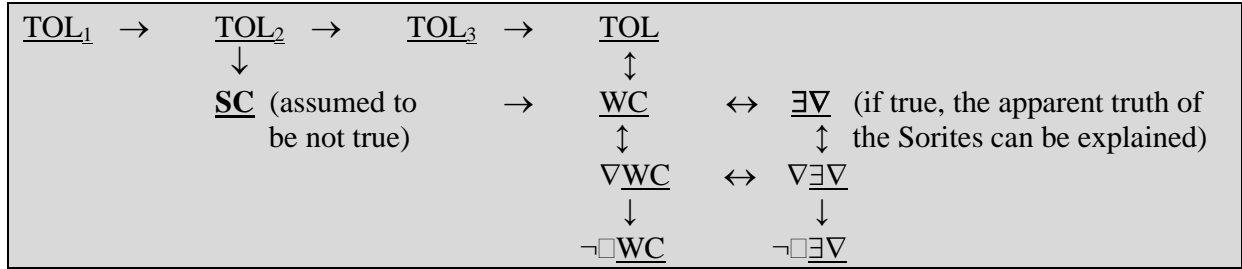 TOL₁ → TOL₂ → TOL₃ → TOL
↓ ↕
SC (assumed to → WC ↔ ∃∇ (if true, the apparent truth of
be not true) ↕ ↕ the Sorites can be explained)
∇WC ↔ ∇∃∇
↓ ↓
¬□WC ¬□∃∇